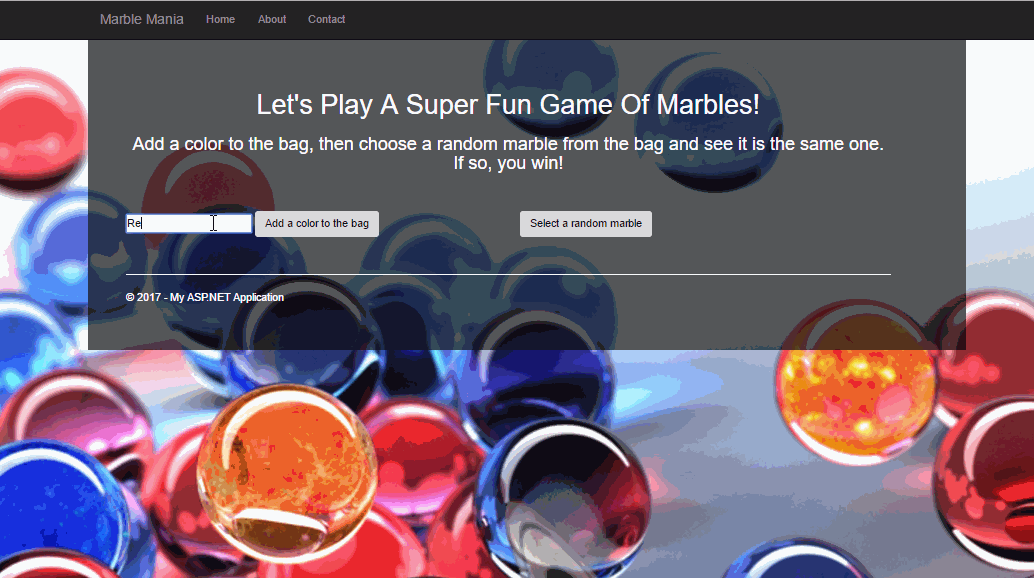 Marble Mania Home About Contact
Let's Play A Super Fun Game Of Marbles!
Add a color to the bag, then choose a random marble from the bag and see it is the same one.
If so, you win!
Re Add a color to the bag Select a random marble
© 2017 - My ASP.NET Application